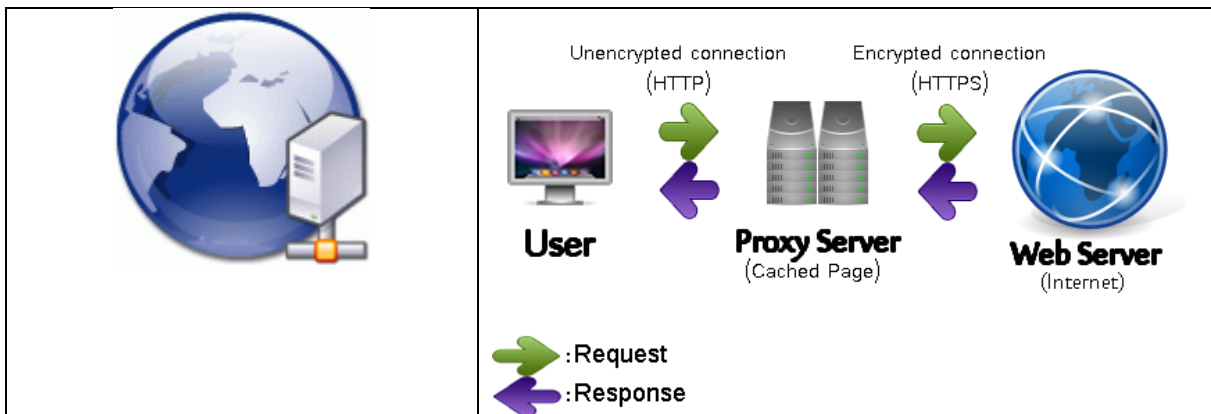 Unencrypted connection
(HTTP)
Encrypted connection
(HTTPS)
User
Proxy Server
(Cached Page)
Web Server
(Internet)
:Request
:Response